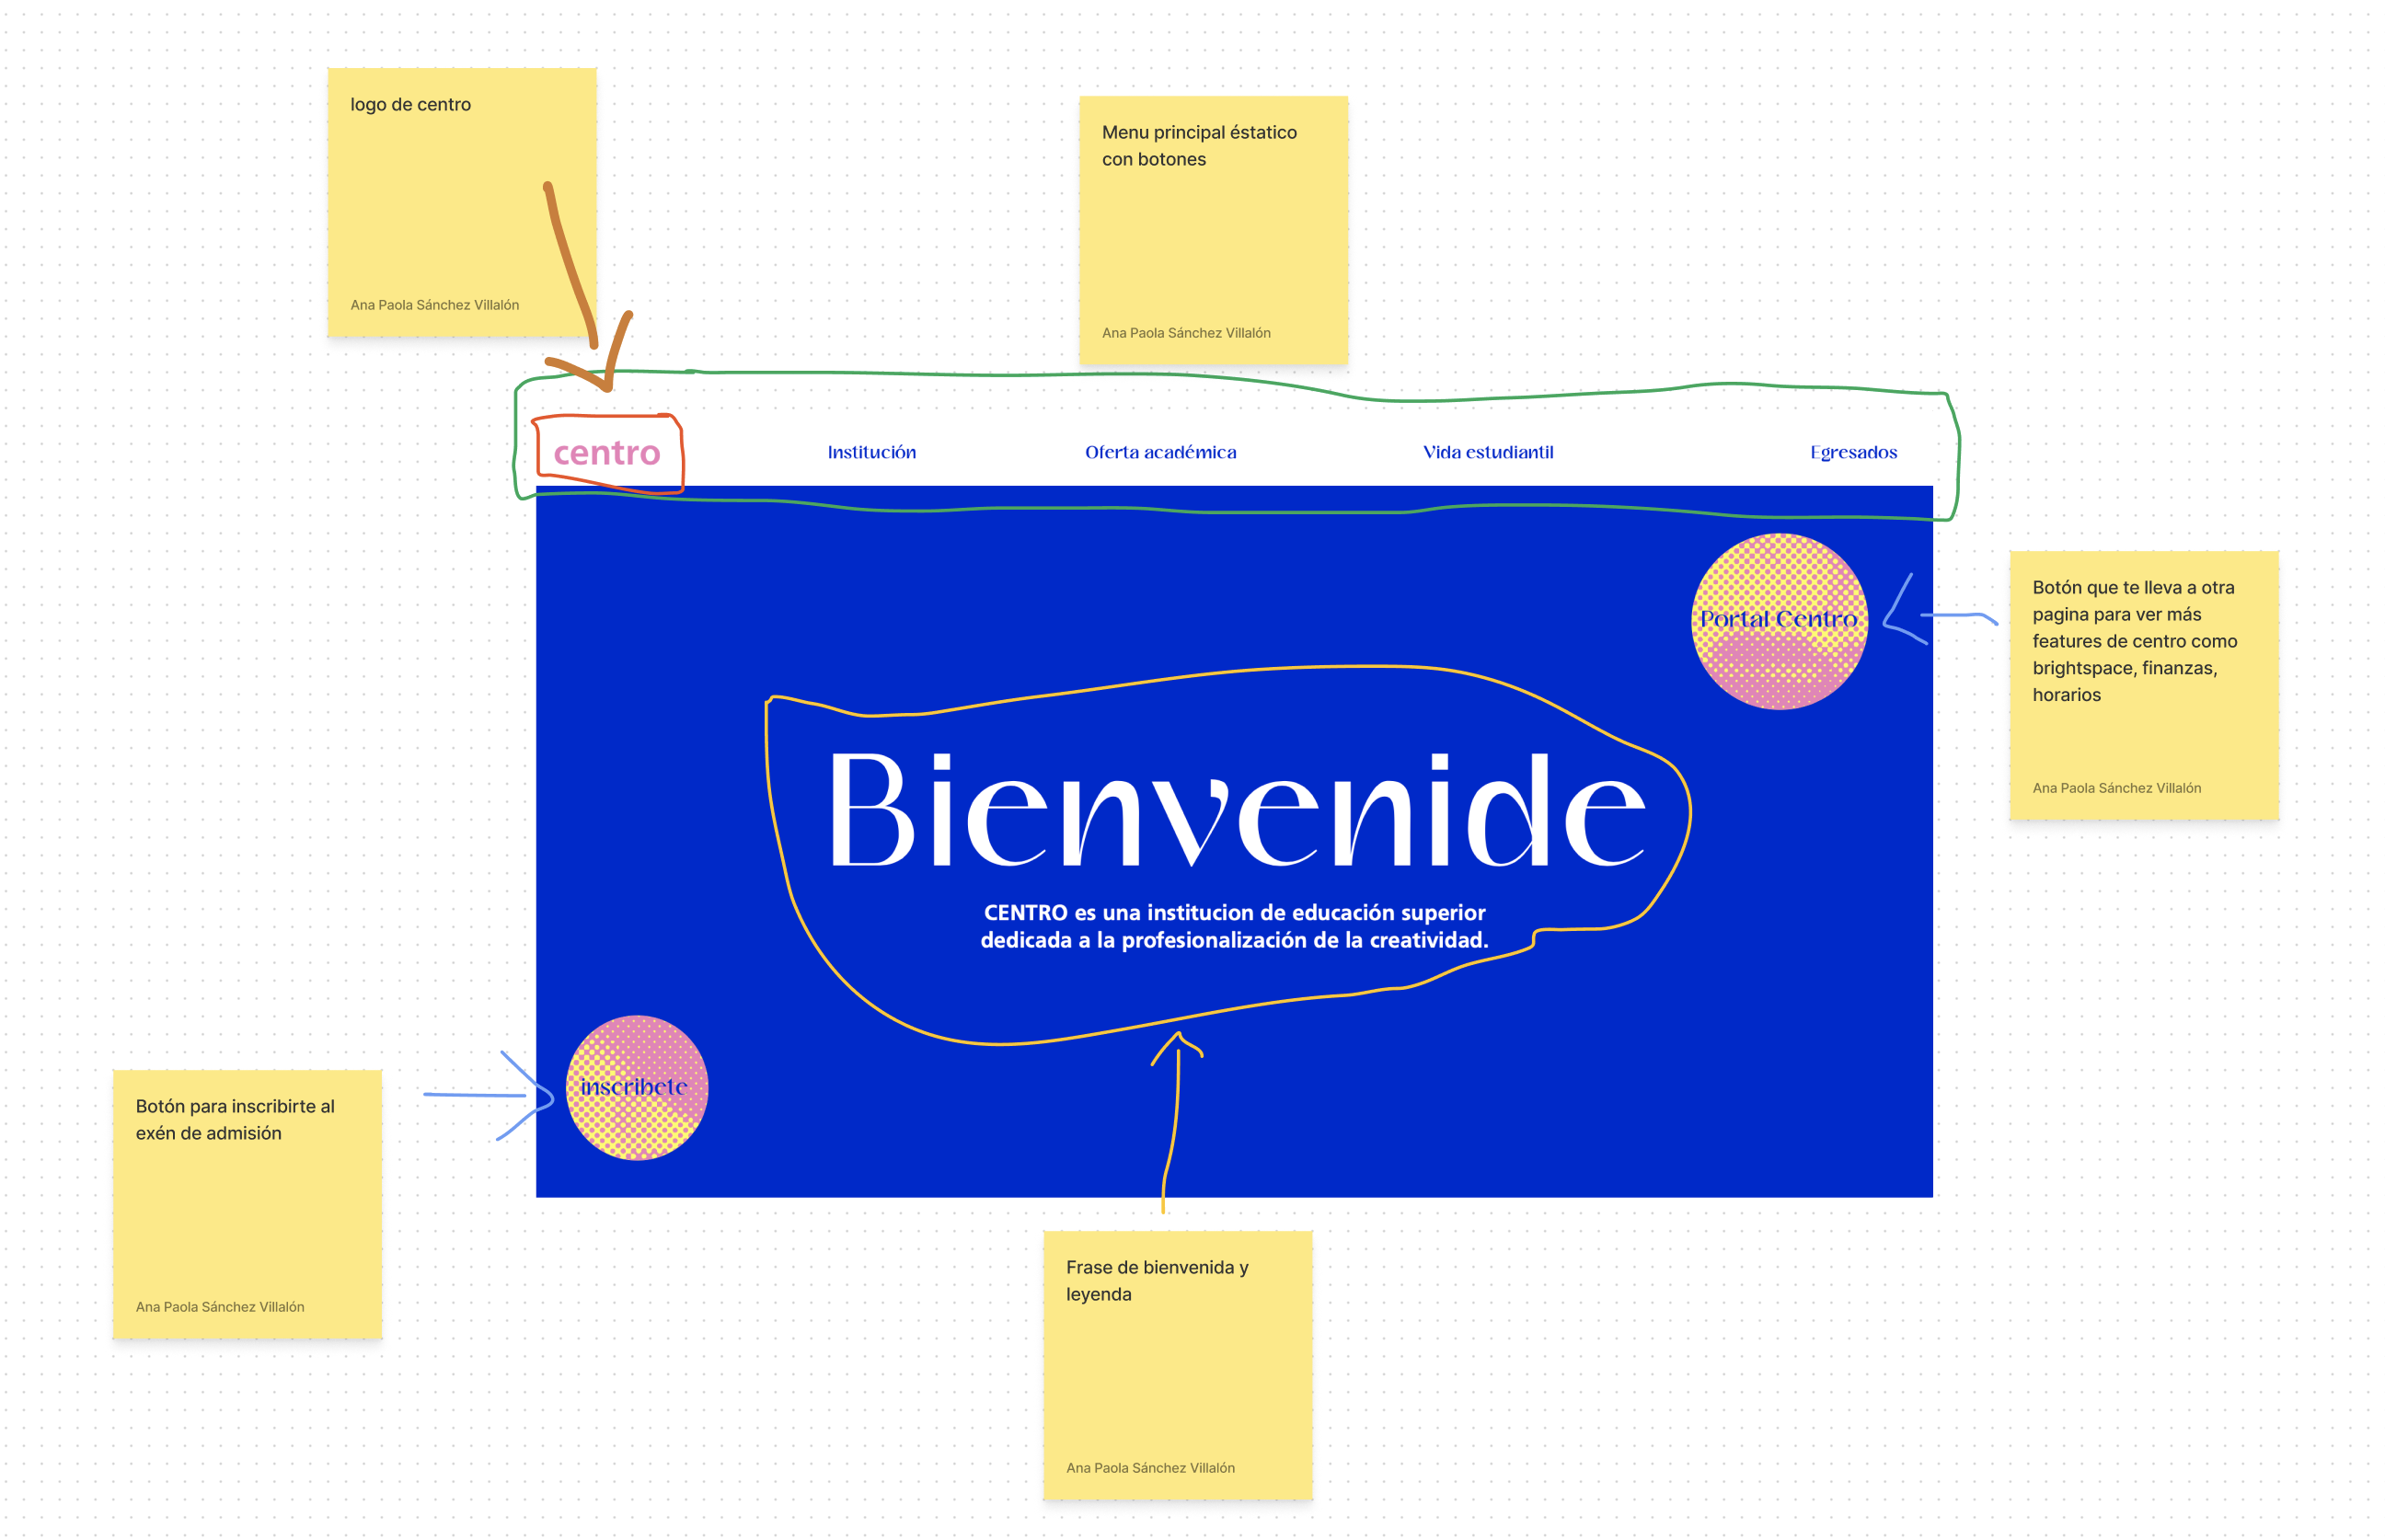 logo de centro
Ana Paola Sánchez Villalón
Menu principal éstatico
con botones
Ana Paola Sánchez Villalón
centro
Institución
Oferta académica
Vida estudiantil
Egresados
Portal Centro
Botón que te lleva a otra
pagina para ver más
features de centro como
brightspace, finanzas,
horarios
Ana Paola Sánchez Villalón
Bienvenide
CENTRO es una institucion de educación superior
dedicada a la profesionalización de la creatividad.
inscribete
Botón para inscribirte al
exén de admisión
Ana Paola Sánchez Villalón
Frase de bienvenida y
leyenda
Ana Paola Sánchez Villalón